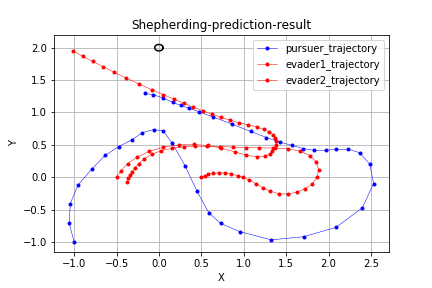 Shepherding-prediction-result
pursuer_trajectory
evader1_trajectory
evader2_trajectory
2.0
1.5
1.0
0.5
0.0
−0.5
−1.0
Y
−1.0 −0.5 0.0 0.5 1.0 1.5 2.0 2.5
X